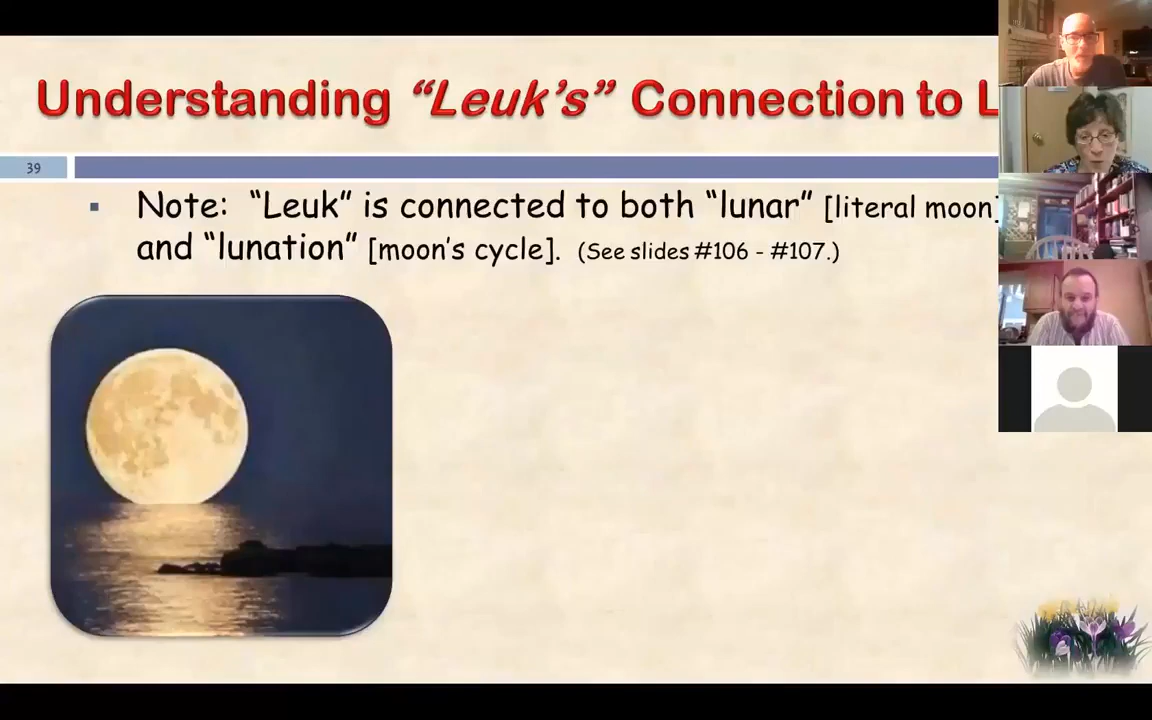 Understanding “Leuk’s” Connection to L
39
Note: “Leuk” is connected to both “lunar” [literal moon]
and “lunation” [moon’s cycle]. (See slides #106 - #107.)